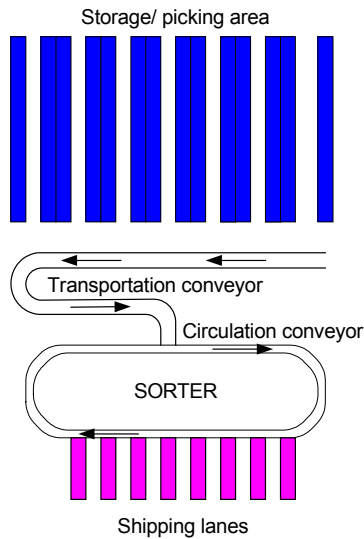 Storage/ picking area
Transportation conveyor
Circulation conveyor
SORTER
Shipping lanes